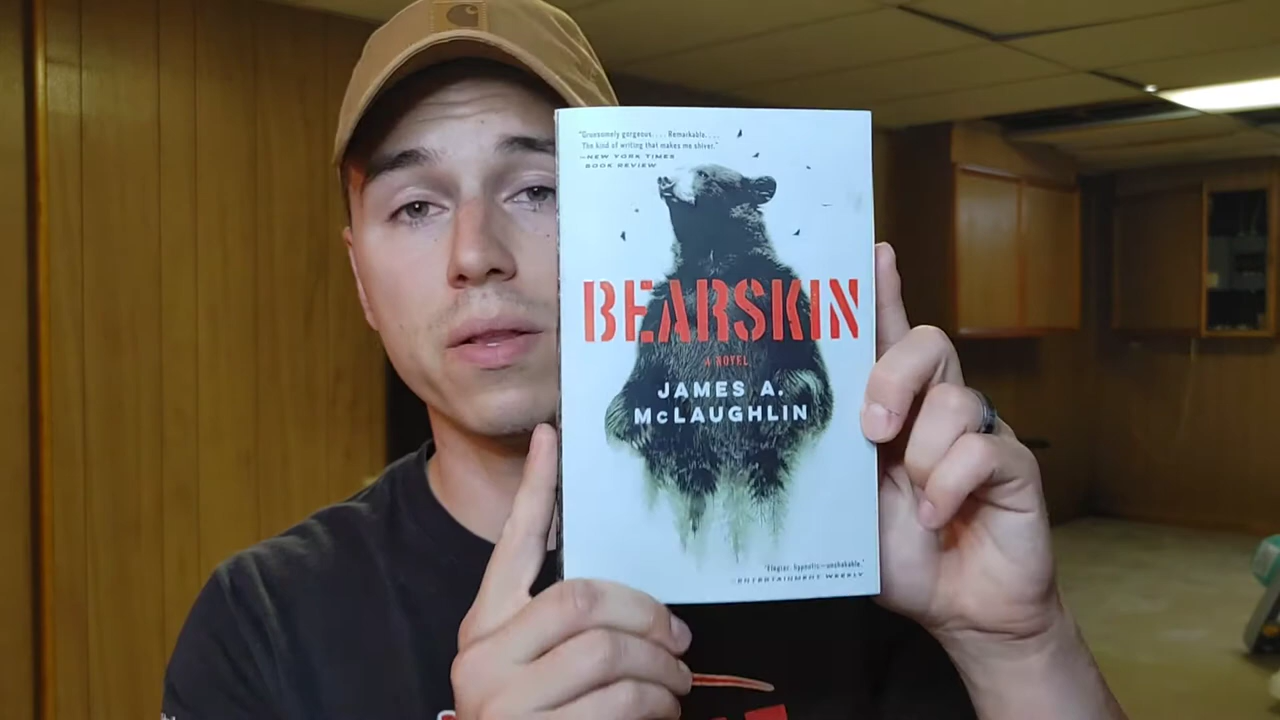 "Gruesomely gorgeous. . . . Remarkable. . . .
The kind of writing that makes me shiver."
—NEW YORK TIMES
BOOK REVIEW
BEARSKIN
A NOVEL
JAMES A.
McLAUGHLIN
"Elegiac, hypnotic—unshakable."
—ENTERTAINMENT WEEKLY